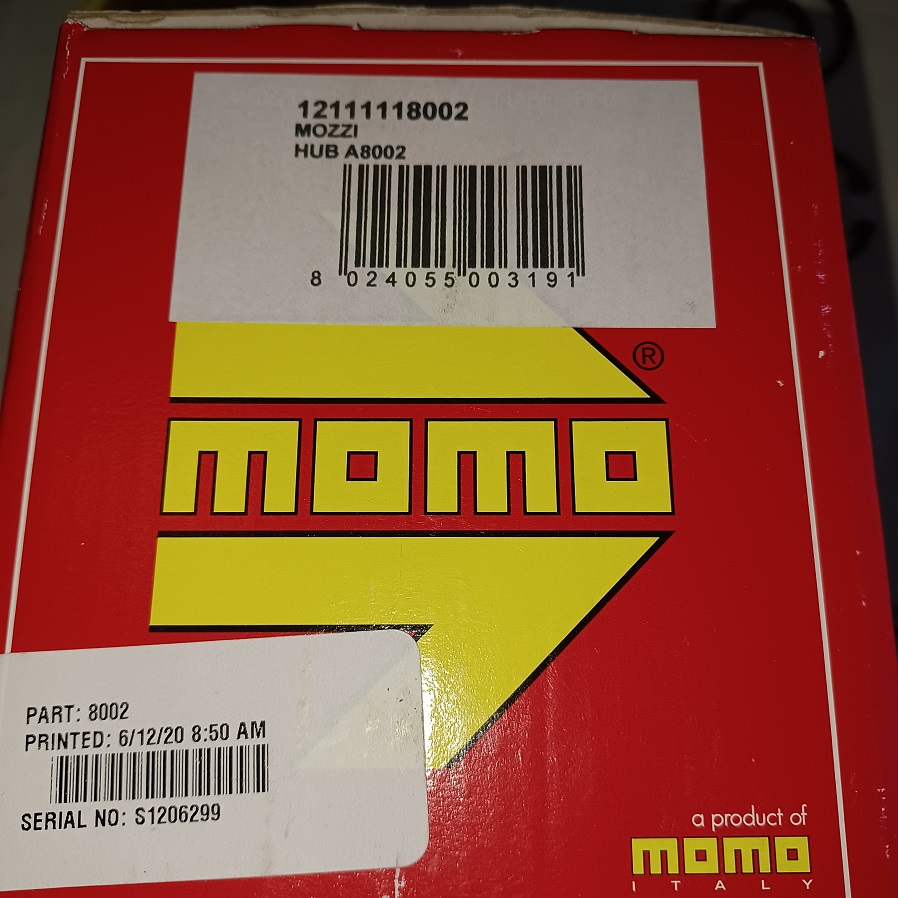 12111118002
MOZZI
HUB A8002
8 024055 003191
®
momo
PART: 8002
PRINTED: 6/12/20 8:50 AM
SERIAL NO: S1206299
a product of
momo
ITALY